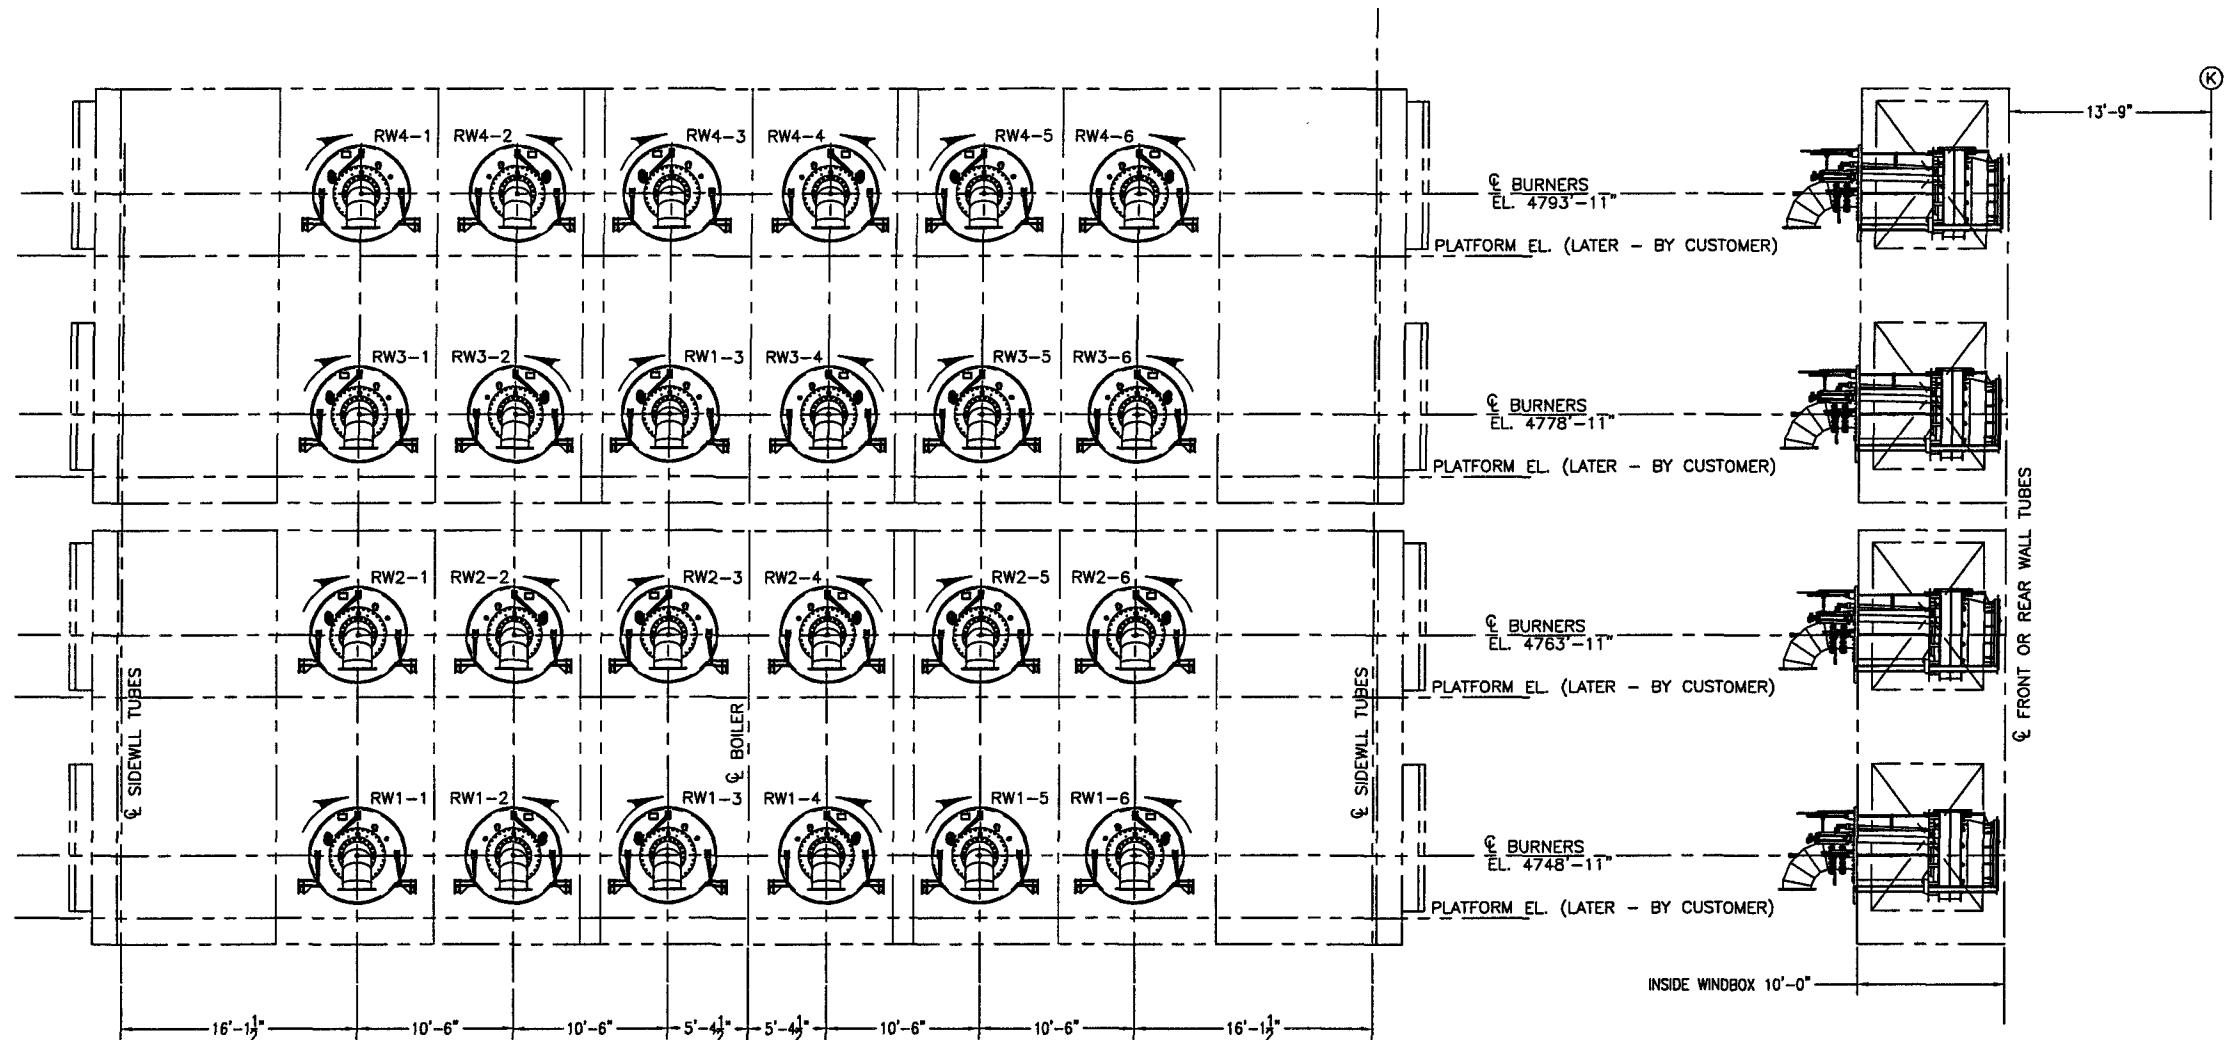 K
13'-9"
RW4-1 RW4-2 RW4-3 RW4-4 RW4-5 RW4-6
℄ BURNERS
EL. 4793'-11"
PLATFORM EL. (LATER - BY CUSTOMER)
RW3-1 RW3-2 RW1-3 RW3-4 RW3-5 RW3-6
℄ BURNERS
EL. 4778'-11"
PLATFORM EL. (LATER - BY CUSTOMER)
RW2-1 RW2-2 RW2-3 RW2-4 RW2-5 RW2-6
℄ BURNERS
EL. 4763'-11"
PLATFORM EL. (LATER - BY CUSTOMER)
℄ SIDEWLL TUBES
℄ BOILER
℄ SIDEWLL TUBES
℄ FRONT OR REAR WALL TUBES
RW1-1 RW1-2 RW1-3 RW1-4 RW1-5 RW1-6
℄ BURNERS
EL. 4748'-11"
PLATFORM EL. (LATER - BY CUSTOMER)
INSIDE WINDBOX 10'-0"
16'-1½" 10'-6" 10'-6" 5'-4½" 5'-4½" 10'-6" 10'-6" 16'-1½"